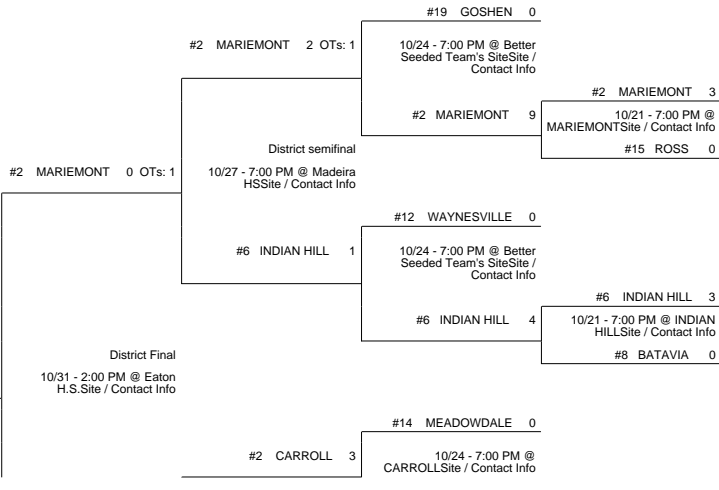 #19 GOSHEN 0
#2 MARIEMONT 2 OTs: 1
10/24 - 7:00 PM @ Better
Seeded Team's SiteSite /
Contact Info
#2 MARIEMONT 3
#2 MARIEMONT 9
10/21 - 7:00 PM @
MARIEMONTSite / Contact Info
District semifinal
#15 ROSS 0
#2 MARIEMONT 0 OTs: 1
10/27 - 7:00 PM @ Madeira
HSSite / Contact Info
#12 WAYNESVILLE 0
#6 INDIAN HILL 1
10/24 - 7:00 PM @ Better
Seeded Team's SiteSite /
Contact Info
#6 INDIAN HILL 3
#6 INDIAN HILL 4
10/21 - 7:00 PM @ INDIAN
HILLSite / Contact Info
District Final
#8 BATAVIA 0
10/31 - 2:00 PM @ Eaton
H.S.Site / Contact Info
#14 MEADOWDALE 0
#2 CARROLL 3
10/24 - 7:00 PM @
CARROLLSite / Contact Info